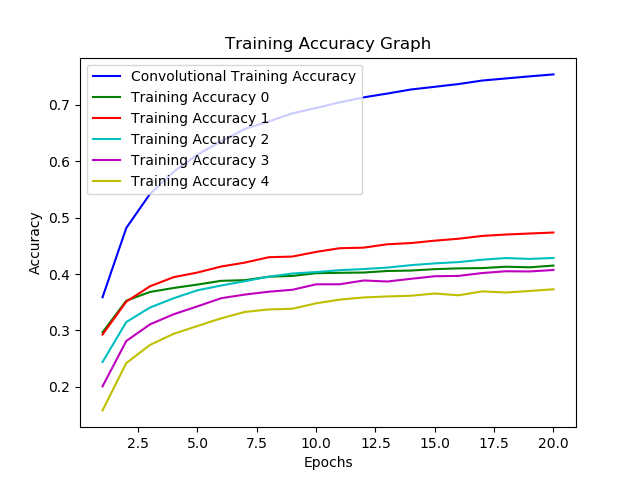 Training Accuracy Graph
Convolutional Training Accuracy
Training Accuracy 0
Training Accuracy 1
Training Accuracy 2
Training Accuracy 3
Training Accuracy 4
0.7
0.6
0.5
0.4
0.3
0.2
Accuracy
2.5 5.0 7.5 10.0 12.5 15.0 17.5 20.0
Epochs